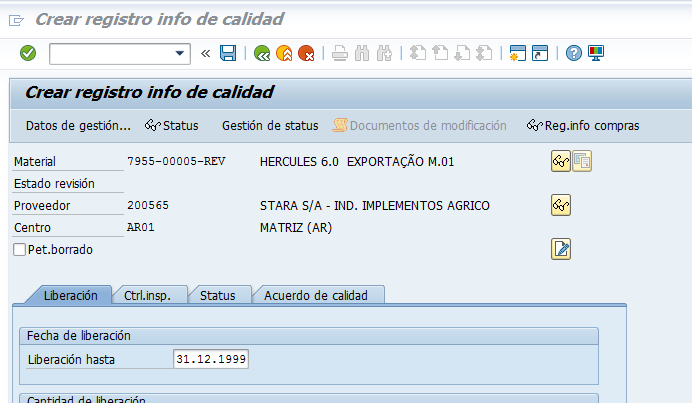 Crear registro info de calidad
Crear registro info de calidad
Datos de gestión... Status Gestión de status Documentos de modificación Reg.info compras
Material 7955-00005-REV HERCULES 6.0 EXPORTAÇÃO M.01
Estado revisión
Proveedor 200565 STARA S/A - IND. IMPLEMENTOS AGRICO
Centro AR01 MATRIZ (AR)
Pet.borrado
Liberación Ctrl.insp. Status Acuerdo de calidad
Fecha de liberación
Liberación hasta 31.12.1999
Cantidad de liberación